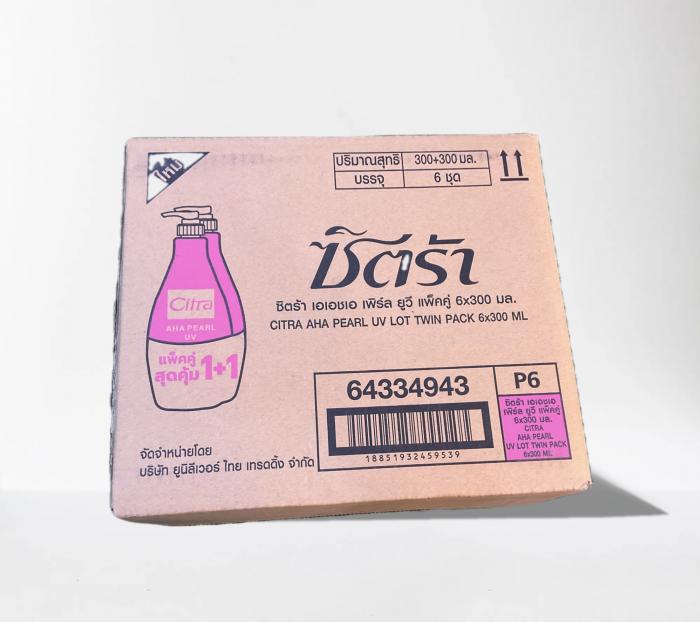 ใหม่
ปริมาณสุทธิ 300+300 มล.
บรรจุ 6 ชุด
ซิตร้า
ซิตร้า เอเอชเอ เพิร์ล ยูวี แพ็คคู่ 6x300 มล.
CITRA AHA PEARL UV LOT TWIN PACK 6x300 ML
Citra
AHA PEARL
UV
แพ็คคู่
สุดคุ้ม 1+1
64334943
18851932459539
P6
ซิตร้า เอเอชเอ
เพิร์ล ยูวี แพ็คคู่
6x300 มล.
CITRA
AHA PEARL
UV LOT TWIN PACK
6x300 ML
จัดจำหน่ายโดย
บริษัท ยูนิลีเวอร์ ไทย เทรดดิ้ง จำกัด